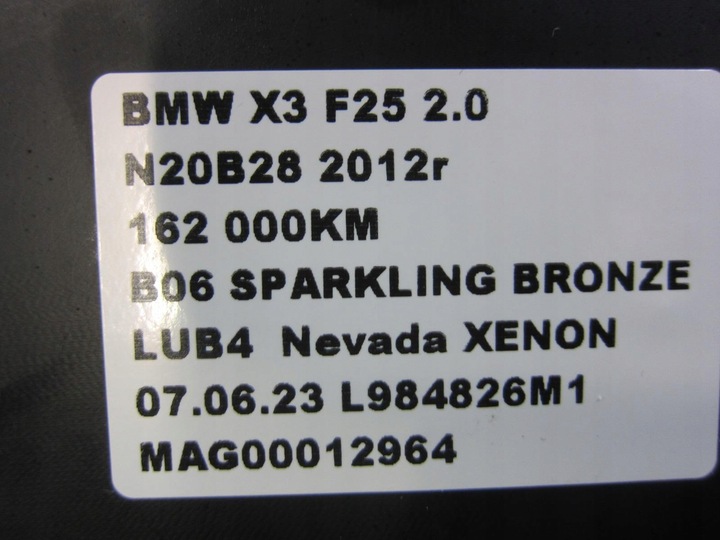 BMW X3 F25 2.0
N20B28 2012r
162 000KM
B06 SPARKLING BRONZE
LUB4 Nevada XENON
07.06.23 L984826M1
MAG00012964